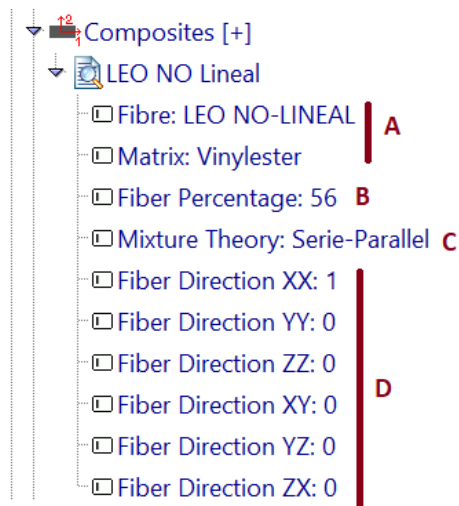 2
1
Composites [+]
LEO NO Lineal
Fibre: LEO NO-LINEAL
A
Matrix: Vinylester
Fiber Percentage: 56 B
Mixture Theory: Serie-Parallel C
Fiber Direction XX: 1
Fiber Direction YY: 0
Fiber Direction ZZ: 0
D
Fiber Direction XY: 0
Fiber Direction YZ: 0
Fiber Direction ZX: 0